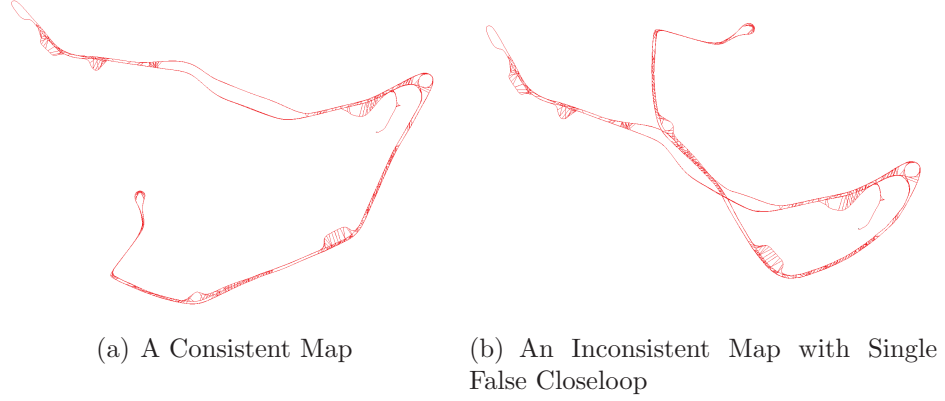 (a) A Consistent Map
(b) An Inconsistent Map with Single
False Closeloop